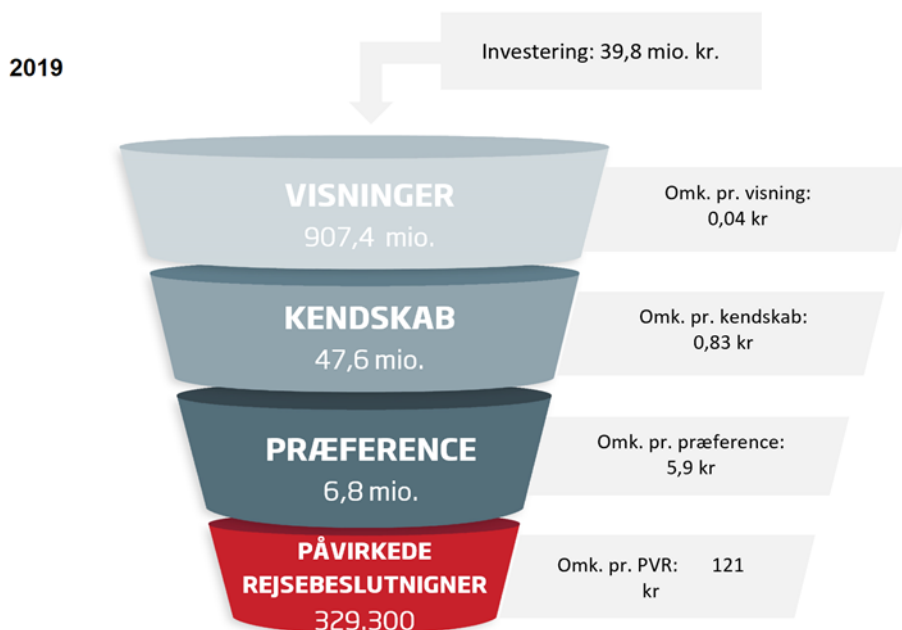 2019
Investering: 39,8 mio. kr.
VISNINGER
907,4 mio.
Omk. pr. visning:
0,04 kr
KENDSKAB
47,6 mio.
Omk. pr. kendskab:
0,83 kr
PRÆFERENCE
6,8 mio.
Omk. pr. præference:
5,9 kr
PÅVIRKEDE
REJSEBESLUTNIGNER
329.300
Omk. pr. PVR: 121
kr